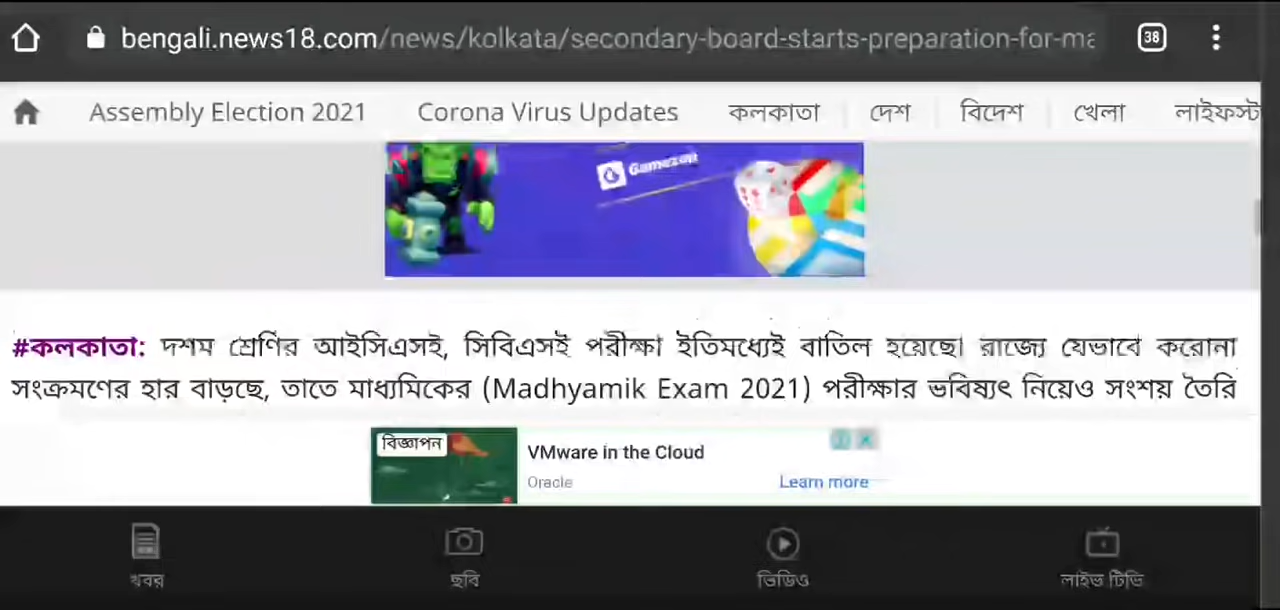 bengali.news18.com/news/kolkata/secondary-board-starts-preparation-for-ma
38
Assembly Election 2021 Corona Virus Updates কলকাতা দেশ বিদেশ খেলা লাইফস্ট
Gamezop
#কলকাতা: দশম শ্রেণির আইসিএসই, সিবিএসই পরীক্ষা ইতিমধ্যেই বাতিল হয়েছে। রাজ্যে যেভাবে করোনা
সংক্রমণের হার বাড়ছে, তাতে মাধ্যমিকের (Madhyamik Exam 2021) পরীক্ষার ভবিষ্যৎ নিয়েও সংশয় তৈরি
বিজ্ঞাপন
VMware in the Cloud
Oracle Learn more
খবর ছবি ভিডিও লাইভ টিভি